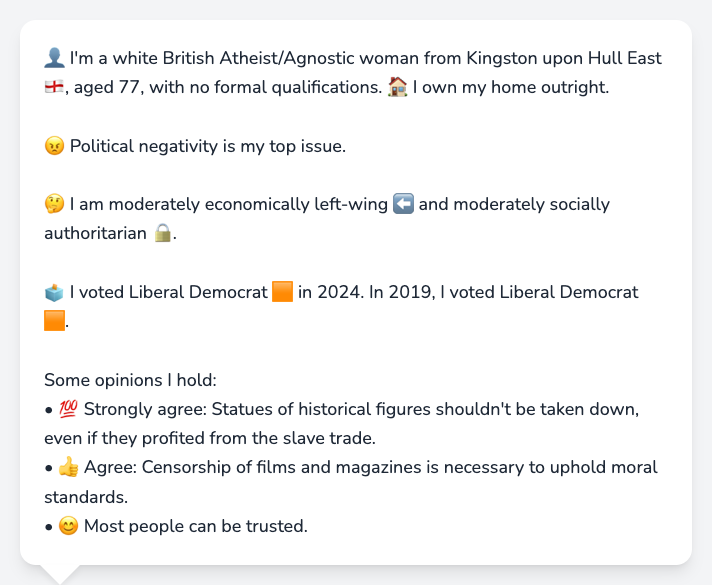 👤 I'm a white British Atheist/Agnostic woman from Kingston upon Hull East
🏴󠁧󠁢󠁥󠁮󠁧󠁿, aged 77, with no formal qualifications. 🏠 I own my home outright.
😠 Political negativity is my top issue.
🤔 I am moderately economically left-wing ⬅️ and moderately socially
authoritarian 🔒.
🗳️ I voted Liberal Democrat 🟧 in 2024. In 2019, I voted Liberal Democrat
🟧.
Some opinions I hold:
• 💯 Strongly agree: Statues of historical figures shouldn't be taken down,
even if they profited from the slave trade.
• 👍 Agree: Censorship of films and magazines is necessary to uphold moral
standards.
• 😊 Most people can be trusted.